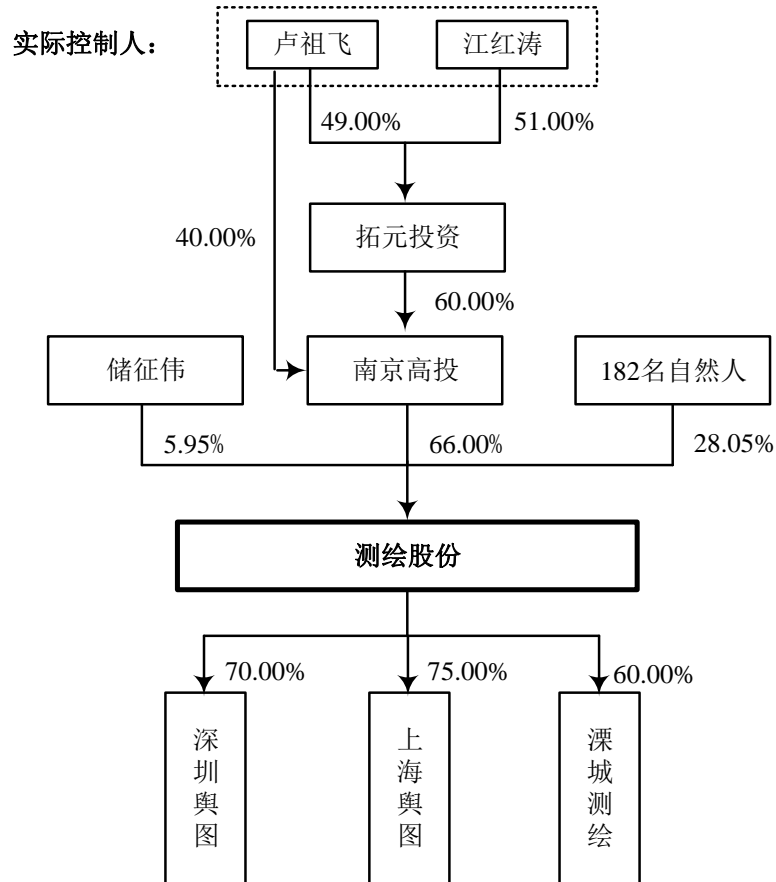 实际控制人：
卢祖飞
江红涛
49.00%
51.00%
40.00%
拓元投资
60.00%
储征伟
南京高投
182名自然人
5.95%
66.00%
28.05%
测绘股份
70.00%
75.00%
60.00%
深圳舆图
上海舆图
溧城测绘